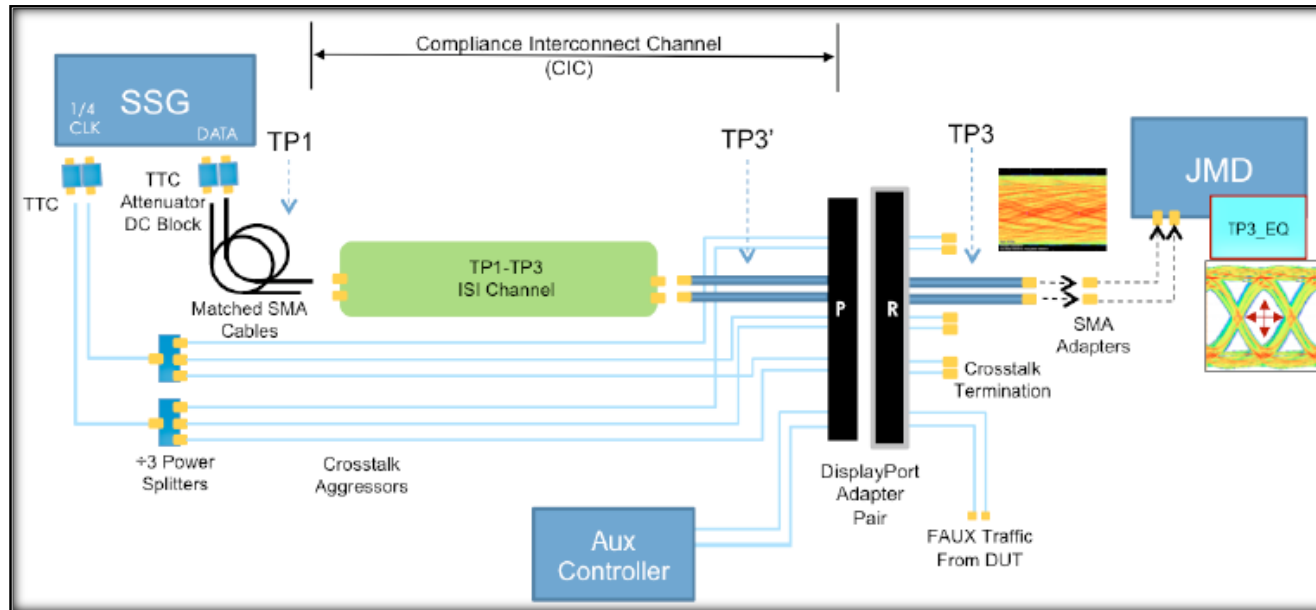 Compliance Interconnect Channel
(CIC)
SSG
1/4
CLK
DATA
TP1
TP3'
TP3
JMD
TP3_EQ
TTC
TTC
Attenuator
DC Block
Matched SMA
Cables
TP1-TP3
ISI Channel
P
R
SMA
Adapters
Crosstalk
Termination
÷3 Power
Splitters
Crosstalk
Aggressors
DisplayPort
Adapter
Pair
Aux
Controller
FAUX Traffic
From DUT